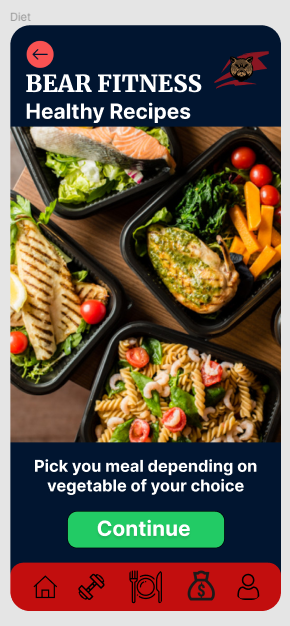 Diet
BEAR FITNESS
Healthy Recipes
Pick you meal depending on
vegetable of your choice
Continue
$